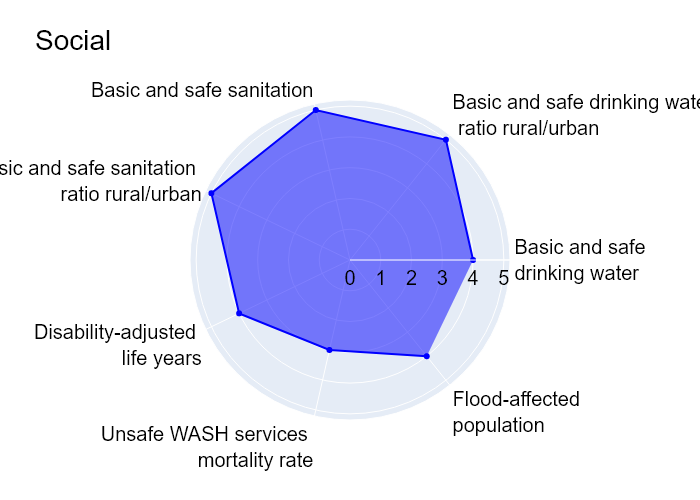 Social
Basic and safe sanitation
Basic and safe drinking wate
ratio rural/urban
sic and safe sanitation
ratio rural/urban
Basic and safe
drinking water
0 1 2 3 4 5
Disability-adjusted
life years
Flood-affected
population
Unsafe WASH services
mortality rate